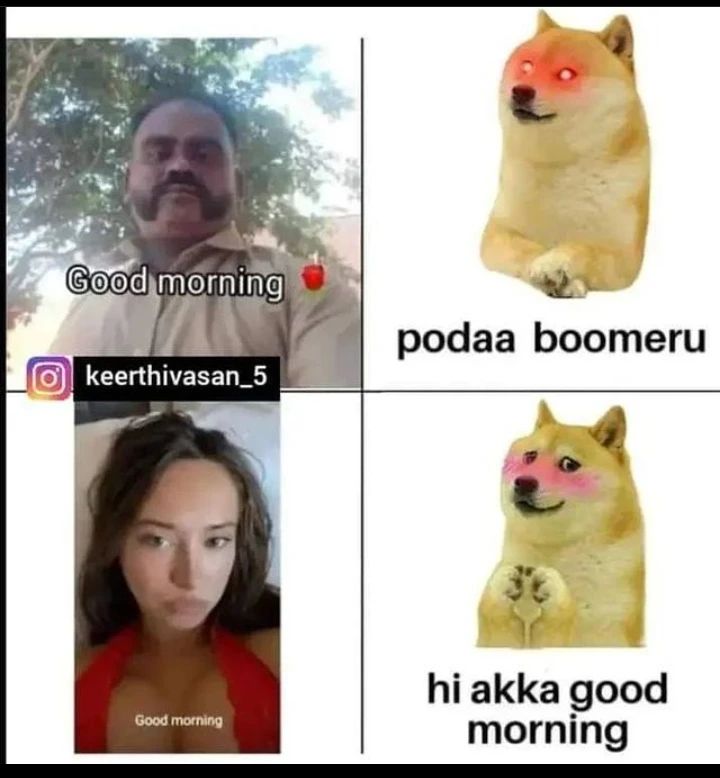 Good morning
podaa boomeru
keerthivasan_5
Good morning
hi akka good
morning